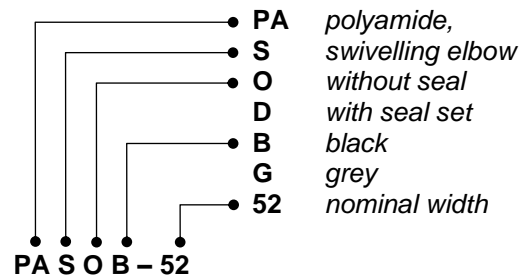 PA polyamide,
S swivelling elbow
O without seal
D with seal set
B black
G grey
52 nominal width
PA S O B – 52